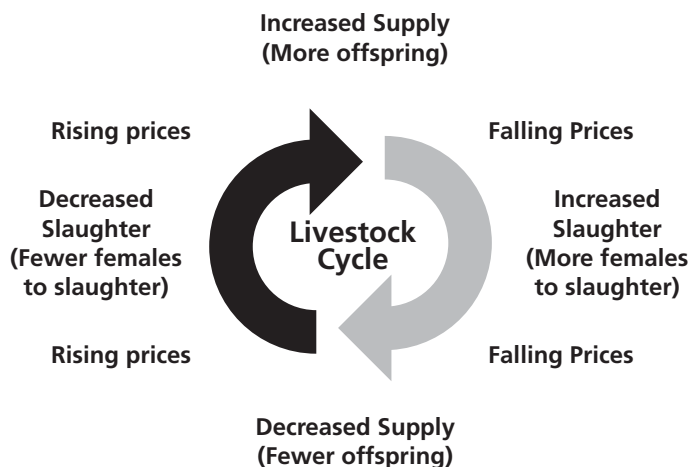 Increased Supply
(More offspring)
Rising prices
Falling Prices
Decreased
Slaughter
(Fewer females
to slaughter)
Livestock
Cycle
Increased
Slaughter
(More females
to slaughter)
Rising prices
Falling Prices
Decreased Supply
(Fewer offspring)